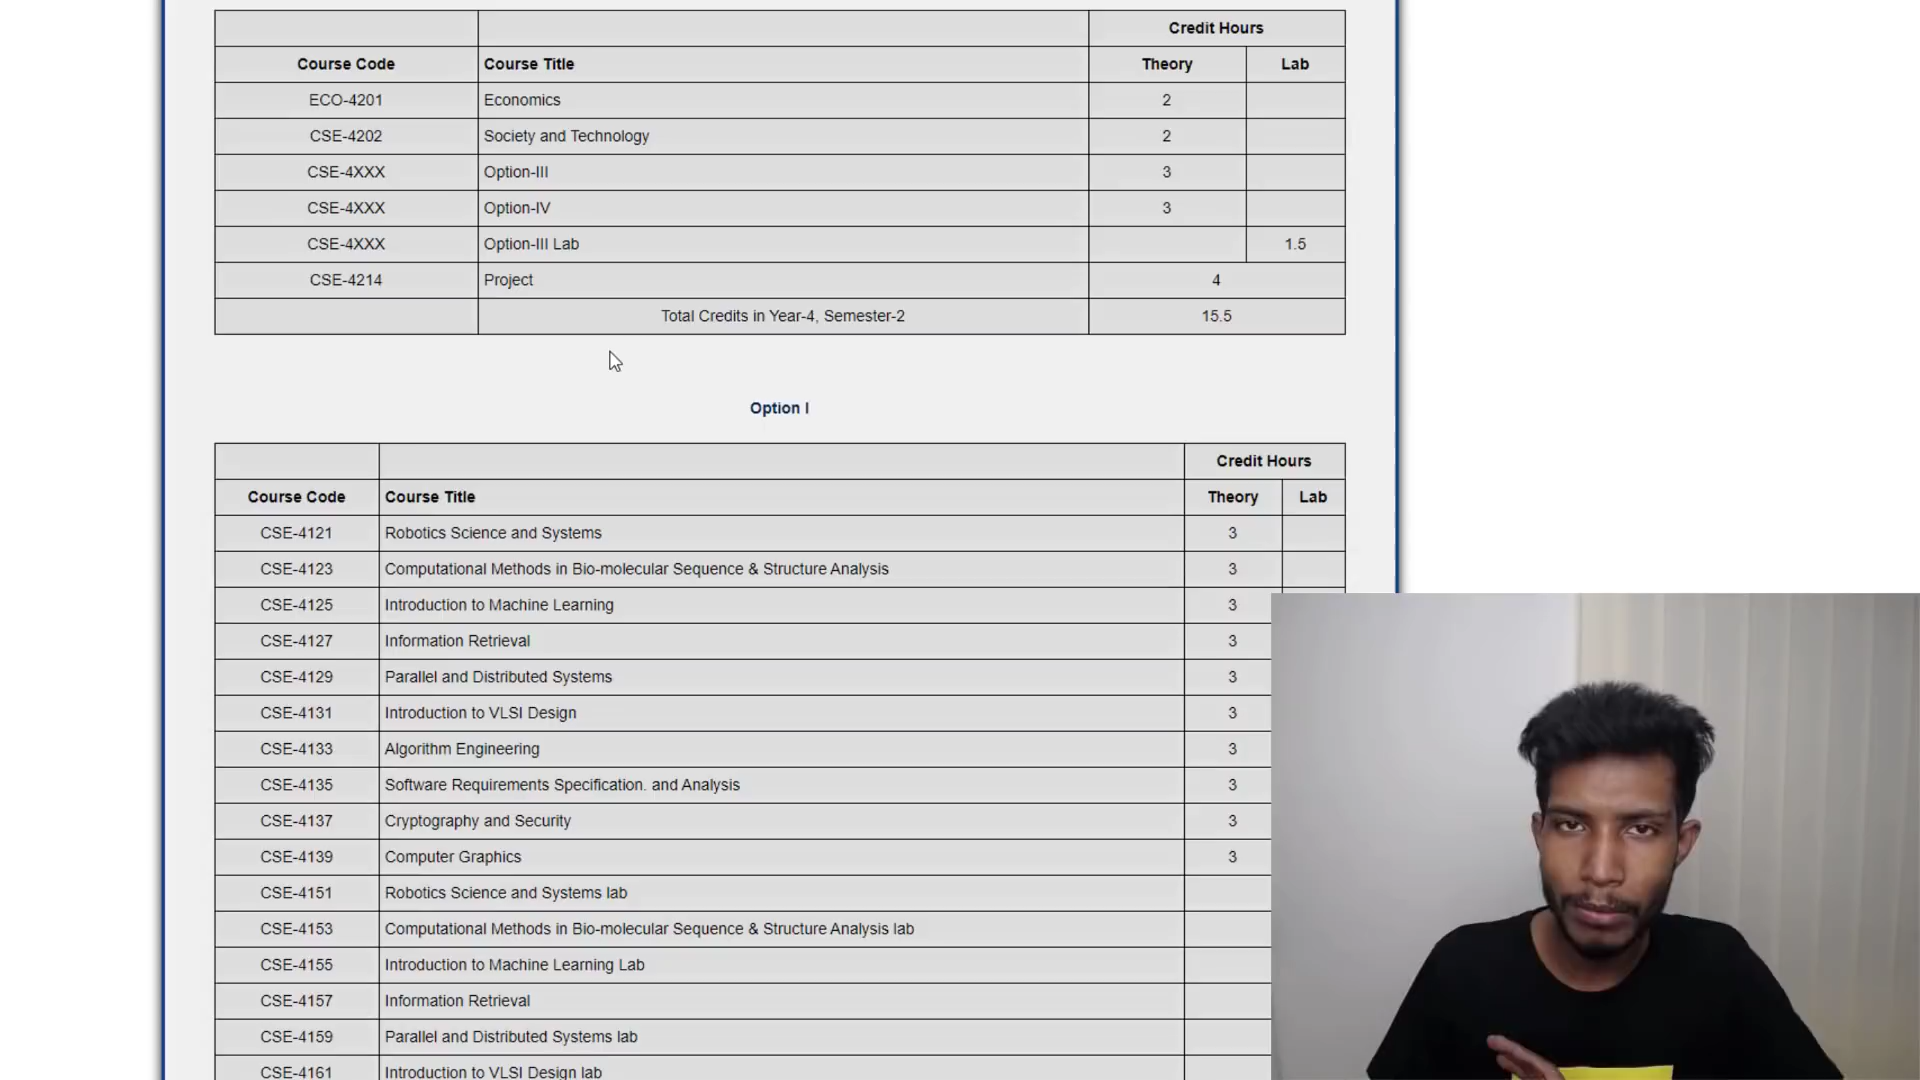 Credit Hours
Course Code Course Title Theory Lab
ECO-4201 Economics 2
CSE-4202 Society and Technology 2
CSE-4XXX Option-III 3
CSE-4XXX Option-IV 3
CSE-4XXX Option-III Lab 1.5
CSE-4214 Project 4
Total Credits in Year-4, Semester-2 15.5
Option I
Credit Hours
Course Code Course Title Theory Lab
CSE-4121 Robotics Science and Systems 3
CSE-4123 Computational Methods in Bio-molecular Sequence & Structure Analysis 3
CSE-4125 Introduction to Machine Learning 3
CSE-4127 Information Retrieval 3
CSE-4129 Parallel and Distributed Systems 3
CSE-4131 Introduction to VLSI Design 3
CSE-4133 Algorithm Engineering 3
CSE-4135 Software Requirements Specification. and Analysis 3
CSE-4137 Cryptography and Security 3
CSE-4139 Computer Graphics 3
CSE-4151 Robotics Science and Systems lab
CSE-4153 Computational Methods in Bio-molecular Sequence & Structure Analysis lab
CSE-4155 Introduction to Machine Learning Lab
CSE-4157 Information Retrieval
CSE-4159 Parallel and Distributed Systems lab
CSE-4161 Introduction to VLSI Design lab